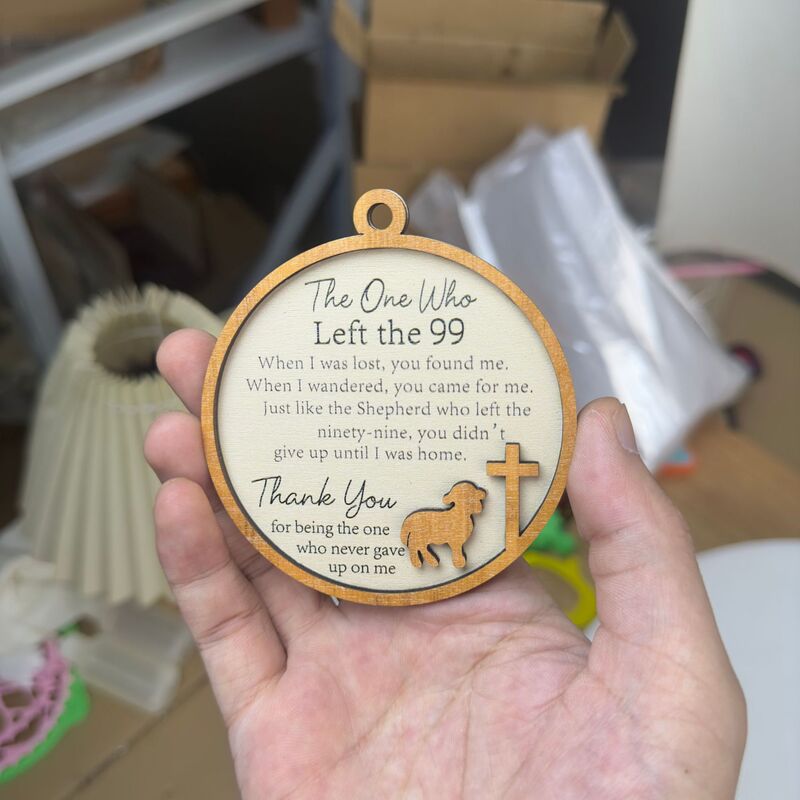 The One Who
Left the 99
When I was lost, you found me.
When I wandered, you came for me.
Just like the Shepherd who left the
ninety-nine, you didn't
give up until I was home.
Thank You
for being the one
who never gave
up on me